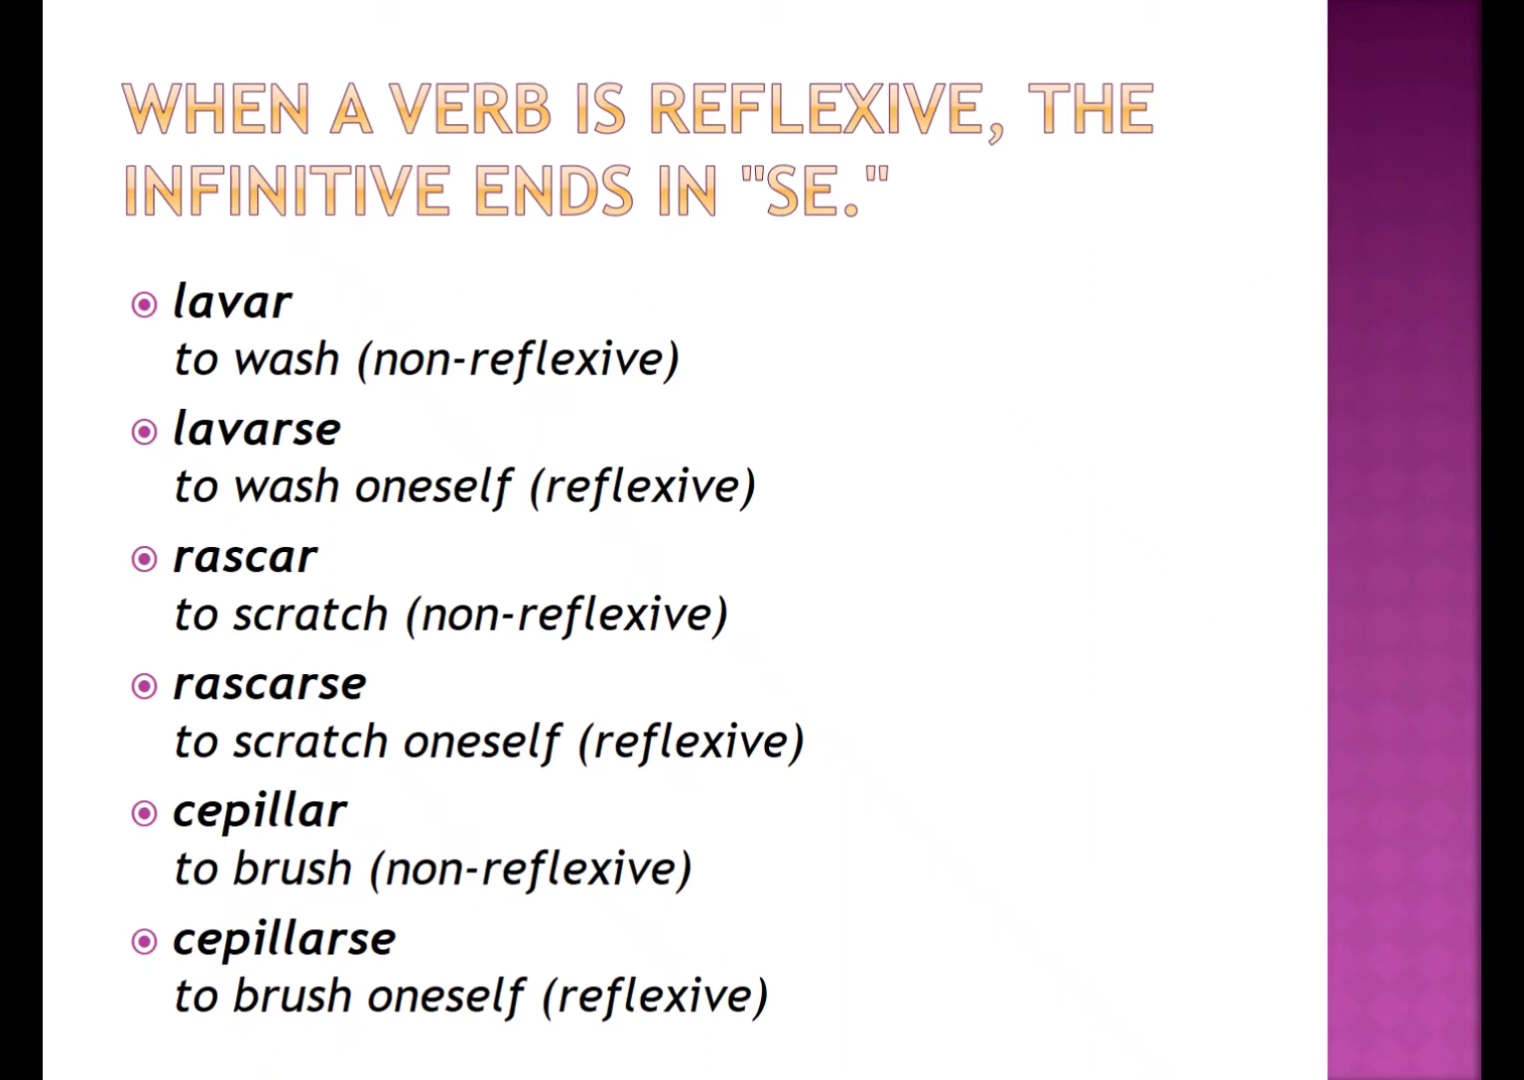 WHEN A VERB IS REFLEXIVE, THE
INFINITIVE ENDS IN "SE."
lavar
to wash (non-reflexive)
lavarse
to wash oneself (reflexive)
rascar
to scratch (non-reflexive)
rascarse
to scratch oneself (reflexive)
cepillar
to brush (non-reflexive)
cepillarse
to brush oneself (reflexive)